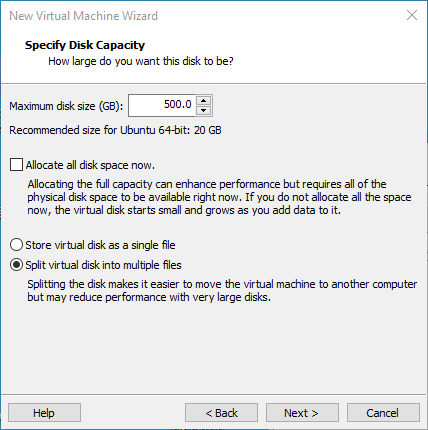 New Virtual Machine Wizard
Specify Disk Capacity
How large do you want this disk to be?
Maximum disk size (GB): 500.0
Recommended size for Ubuntu 64-bit: 20 GB
Allocate all disk space now.
Allocating the full capacity can enhance performance but requires all of the
physical disk space to be available right now. If you do not allocate all the space
now, the virtual disk starts small and grows as you add data to it.
Store virtual disk as a single file
Split virtual disk into multiple files
Splitting the disk makes it easier to move the virtual machine to another computer
but may reduce performance with very large disks.
Help < Back Next > Cancel